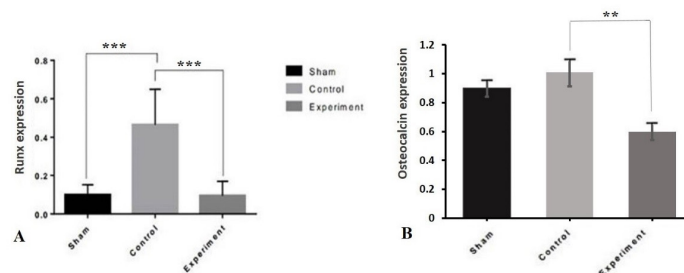 ***
***
0.8
0.6
0.4
0.2
0.0
Runx expression
Sham
Control
Experiment
Sham
Control
Experiment
A
**
1.2
1
0.8
0.6
0.4
0.2
0
Osteocalcin expression
Sham
Control
Experiment
B